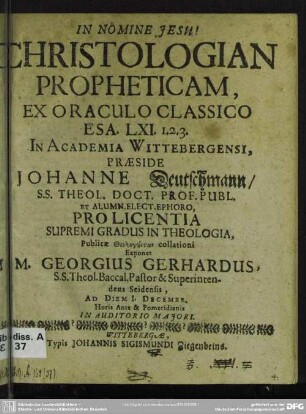 IN NOMINE JESU!
CHRISTOLOGIAN
PROPHETICAM,
EX ORACULO CLASSICO
ESA. LXI. 1.2.3.
IN ACADEMIA WITTEBERGENSI,
PRÆSIDE
JOHANNE Deutschmann/
S.S. THEOL. DOCT. PROF. PUBL.
ET ALUMN. ELECT. EPHORO,
PRO LICENTIA
SUPREMI GRADUS IN THEOLOGIA,
Publicæ collationi
Exponet
M. GEORGIUS GERHARDUS,
S.S. Theol. Baccal. Pastor & Superinten-
dens Seidensis,
AD DIEM I. DECEMBR.
Horis Ante & Pomeridianis
IN AUDITORIO MAJORI.
WITTEBERGÆ,
Typis JOHANNIS SIGISMUNDI Ziegenbeins.
diss. A
37